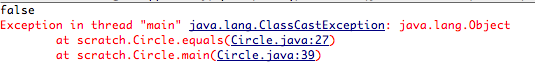 false
Exception in thread "main" java.lang.ClassCastException: java.lang.Object
at scratch.Circle.equals(Circle.java:27)
at scratch.Circle.main(Circle.java:39)